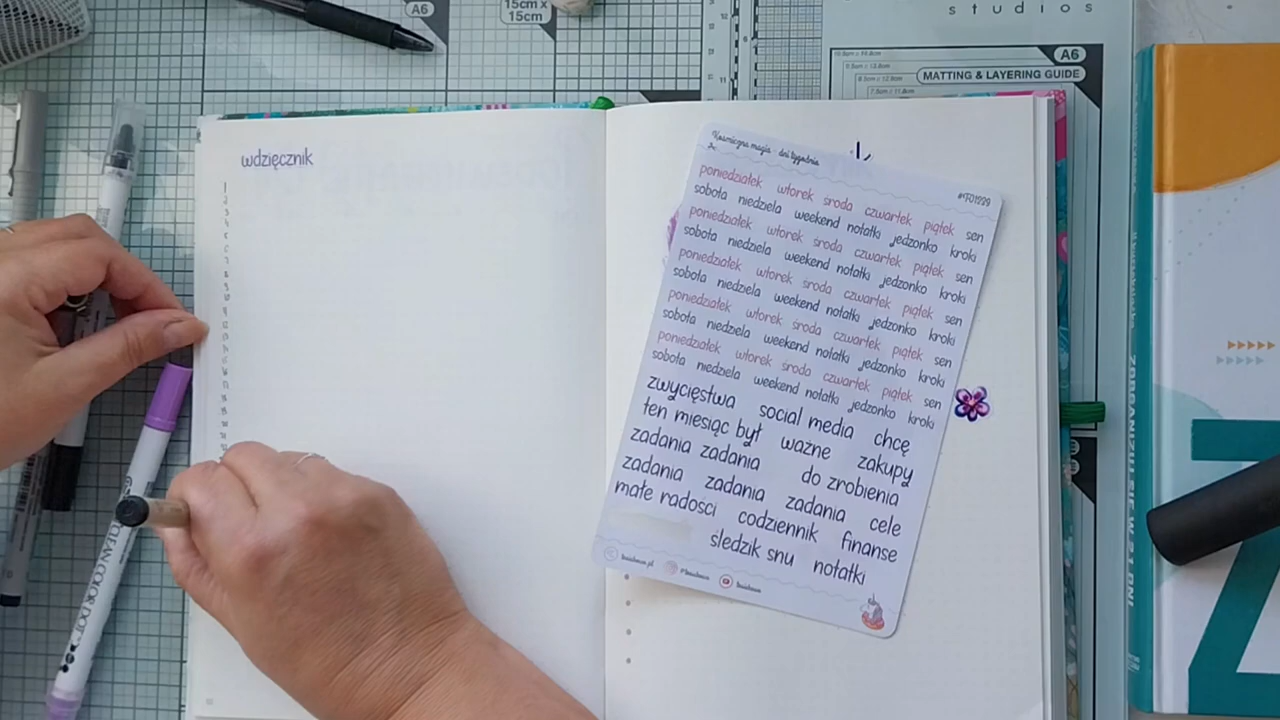 A6
15cm x
15cm
studios
A6
MATTING & LAYERING GUIDE
wdzięcznik
Kosmiczna magia - dni tygodnia
#F01229
poniedziałek wtorek środa czwartek piątek sen
sobota niedziela weekend notatki jedzonko kroki
poniedziałek wtorek środa czwartek piątek sen
sobota niedziela weekend notatki jedzonko kroki
poniedziałek wtorek środa czwartek piątek sen
sobota niedziela weekend notatki jedzonko kroki
poniedziałek wtorek środa czwartek piątek sen
sobota niedziela weekend notatki jedzonko kroki
poniedziałek wtorek środa czwartek piątek sen
sobota niedziela weekend notatki jedzonko kroki
zwycięstwa social media chcę
ten miesiąc był ważne zakupy
zadania zadania do zrobienia
zadania zadania zadania cele
małe radości codziennik finanse
śledzik snu notatki
CLEAN COLOR DOT
Z